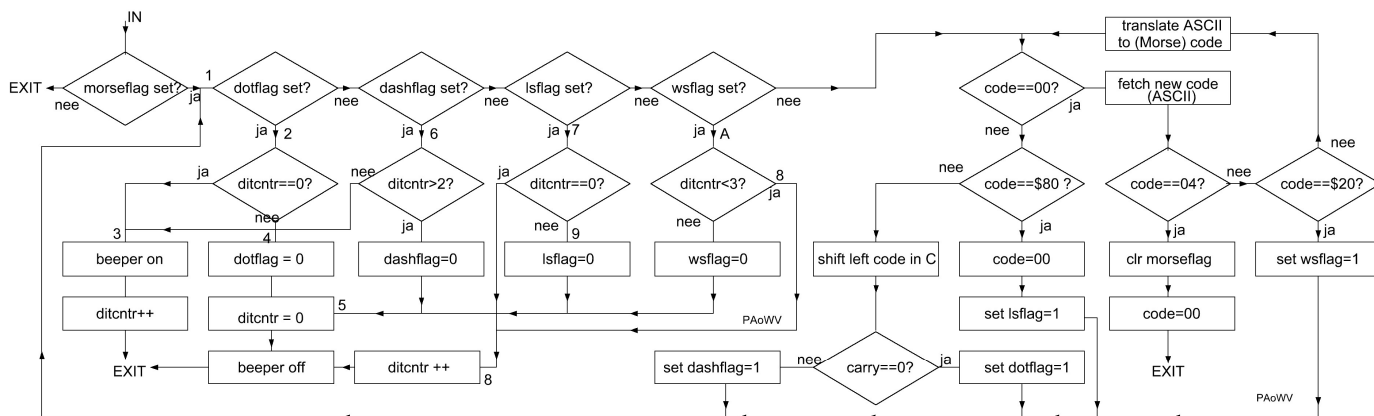 IN
translate ASCII
to (Morse) code
EXIT
morseflag set?
nee
ja
1
dotflag set?
nee
dashflag set?
nee
lsflag set?
nee
wsflag set?
nee
code==00?
ja
fetch new code
(ASCII)
ja 2
ja 6
ja 7
ja A
nee
nee
ja
ditcntr==0?
nee
nee
ditcntr>2?
ja
ja
ditcntr==0?
nee
ditcntr<3?
8
ja
nee
nee
code==$80 ?
ja
code==04?
nee
ja
code==$20?
ja
3
4
9
beeper on
dotflag = 0
dashflag=0
lsflag=0
wsflag=0
shift left code in C
code=00
clr morseflag
set wsflag=1
ditcntr++
ditcntr = 0
5
PAoWV
set lsflag=1
code=00
EXIT
beeper off
ditcntr ++
8
set dashflag=1
nee
carry==0?
ja
set dotflag=1
EXIT
PAoWV